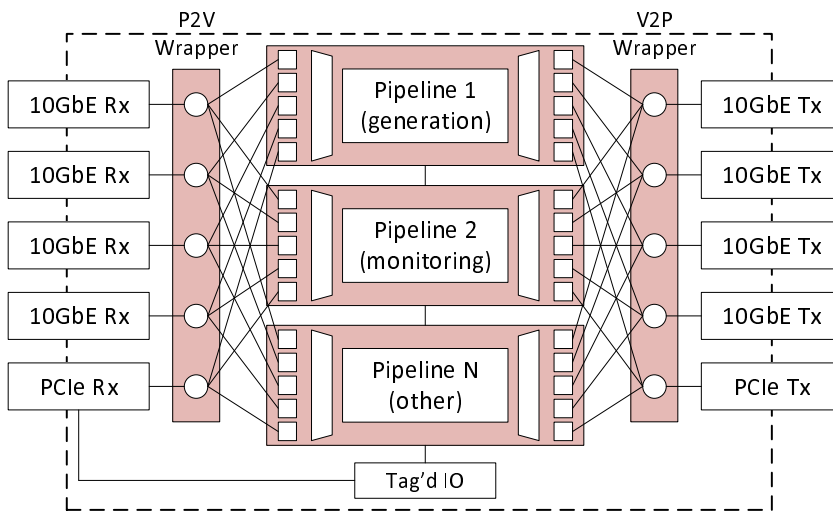 P2V
Wrapper
V2P
Wrapper
10GbE Rx
10GbE Rx
10GbE Rx
10GbE Rx
PCIe Rx
Pipeline 1
(generation)
Pipeline 2
(monitoring)
Pipeline N
(other)
Tag'd IO
10GbE Tx
10GbE Tx
10GbE Tx
10GbE Tx
PCIe Tx